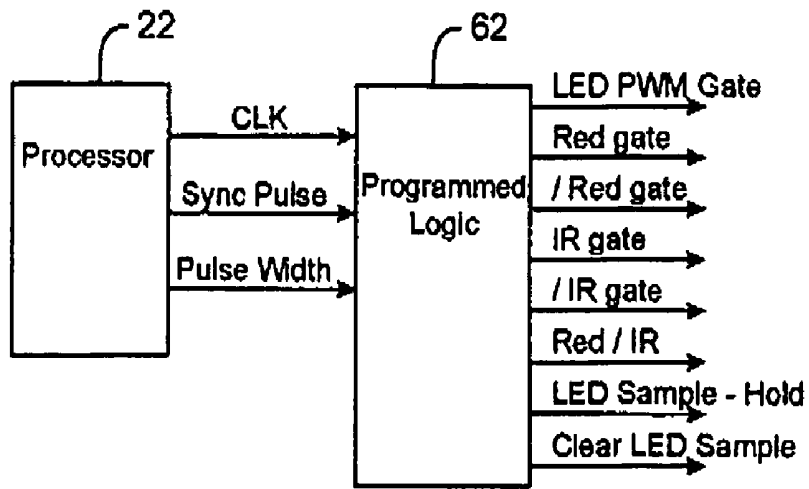 22
62
Processor
CLK
Sync Pulse
Pulse Width
Programmed
Logic
LED PWM Gate
Red gate
/ Red gate
IR gate
/ IR gate
Red / IR
LED Sample - Hold
Clear LED Sample